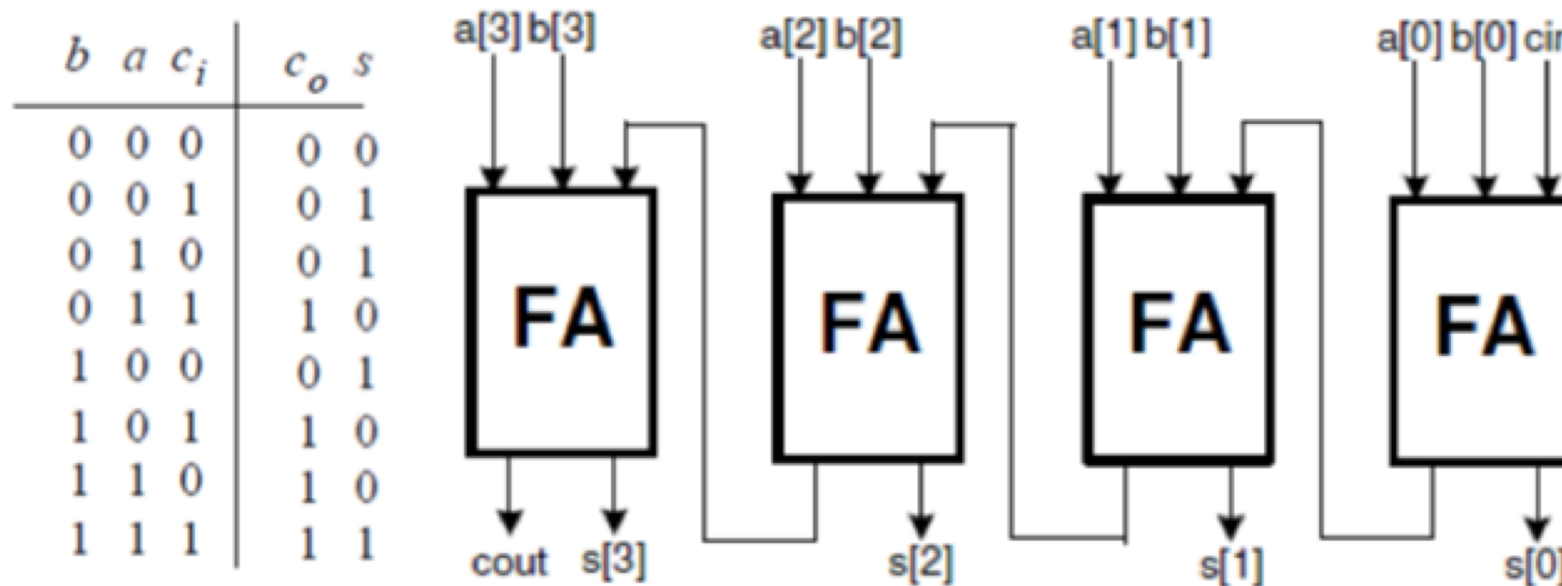 b a c_i c_o s
0 0 0 0 0
0 0 1 0 1
0 1 0 0 1
0 1 1 1 0
1 0 0 0 1
1 0 1 1 0
1 1 0 1 0
1 1 1 1 1
a[3] b[3] a[2] b[2] a[1] b[1] a[0] b[0]
FA FA FA FA
cout s[3] s[2] s[1] s[0]